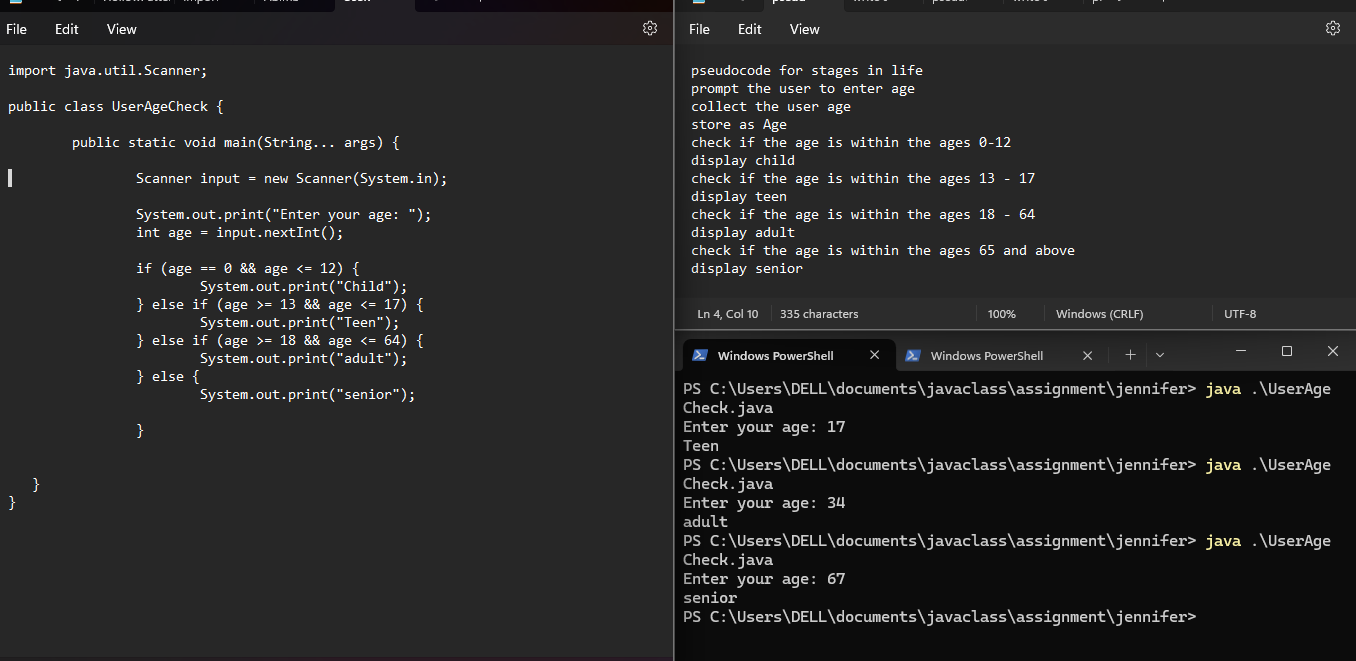 File Edit View
import java.util.Scanner;
public class UserAgeCheck {
public static void main(String... args) {
Scanner input = new Scanner(System.in);
System.out.print("Enter your age: ");
int age = input.nextInt();
if (age == 0 && age <= 12) {
System.out.print("Child");
} else if (age >= 13 && age <= 17) {
System.out.print("Teen");
} else if (age >= 18 && age <= 64) {
System.out.print("adult");
} else {
System.out.print("senior");
}
}
}
File Edit View
pseudocode for stages in life
prompt the user to enter age
collect the user age
store as Age
check if the age is within the ages 0-12
display child
check if the age is within the ages 13 - 17
display teen
check if the age is within the ages 18 - 64
display adult
check if the age is within the ages 65 and above
display senior
Ln 4, Col 10 335 characters 100% Windows (CRLF) UTF-8
Windows PowerShell Windows PowerShell
PS C:\Users\DELL\documents\javaclass\assignment\jennifer> java .\UserAge
Check.java
Enter your age: 17
Teen
PS C:\Users\DELL\documents\javaclass\assignment\jennifer> java .\UserAge
Check.java
Enter your age: 34
adult
PS C:\Users\DELL\documents\javaclass\assignment\jennifer> java .\UserAge
Check.java
Enter your age: 67
senior
PS C:\Users\DELL\documents\javaclass\assignment\jennifer>